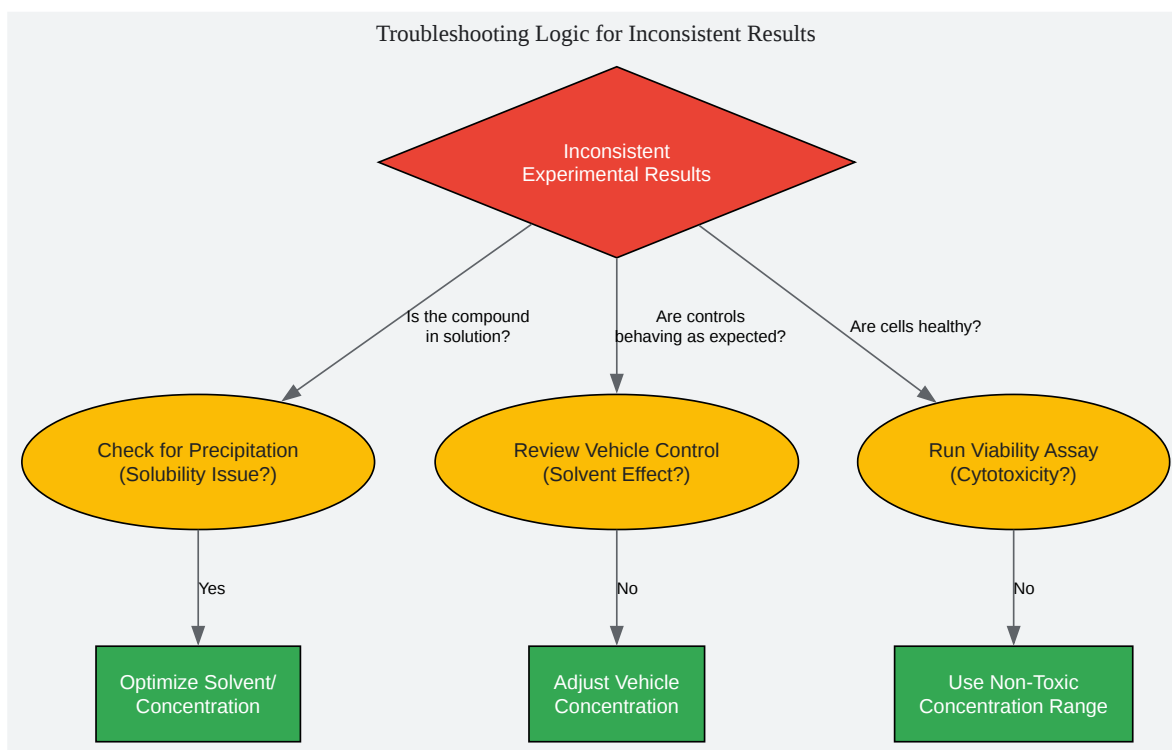 Troubleshooting Logic for Inconsistent Results
Inconsistent
Experimental Results
Is the compound
in solution?
Are controls
behaving as expected?
Are cells healthy?
Check for Precipitation
(Solubility Issue?)
Review Vehicle Control
(Solvent Effect?)
Run Viability Assay
(Cytotoxicity?)
Yes
No
No
Optimize Solvent/
Concentration
Adjust Vehicle
Concentration
Use Non-Toxic
Concentration Range